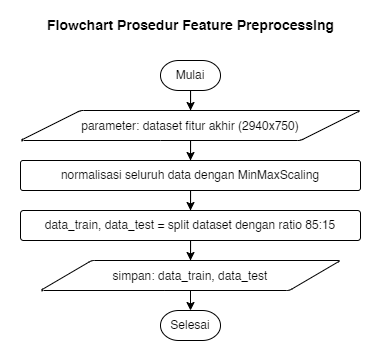 Flowchart Prosedur Feature Preprocessing
Mulai
parameter: dataset fitur akhir (2940x750)
normalisasi seluruh data dengan MinMaxScaling
data_train, data_test = split dataset dengan ratio 85:15
simpan: data_train, data_test
Selesai